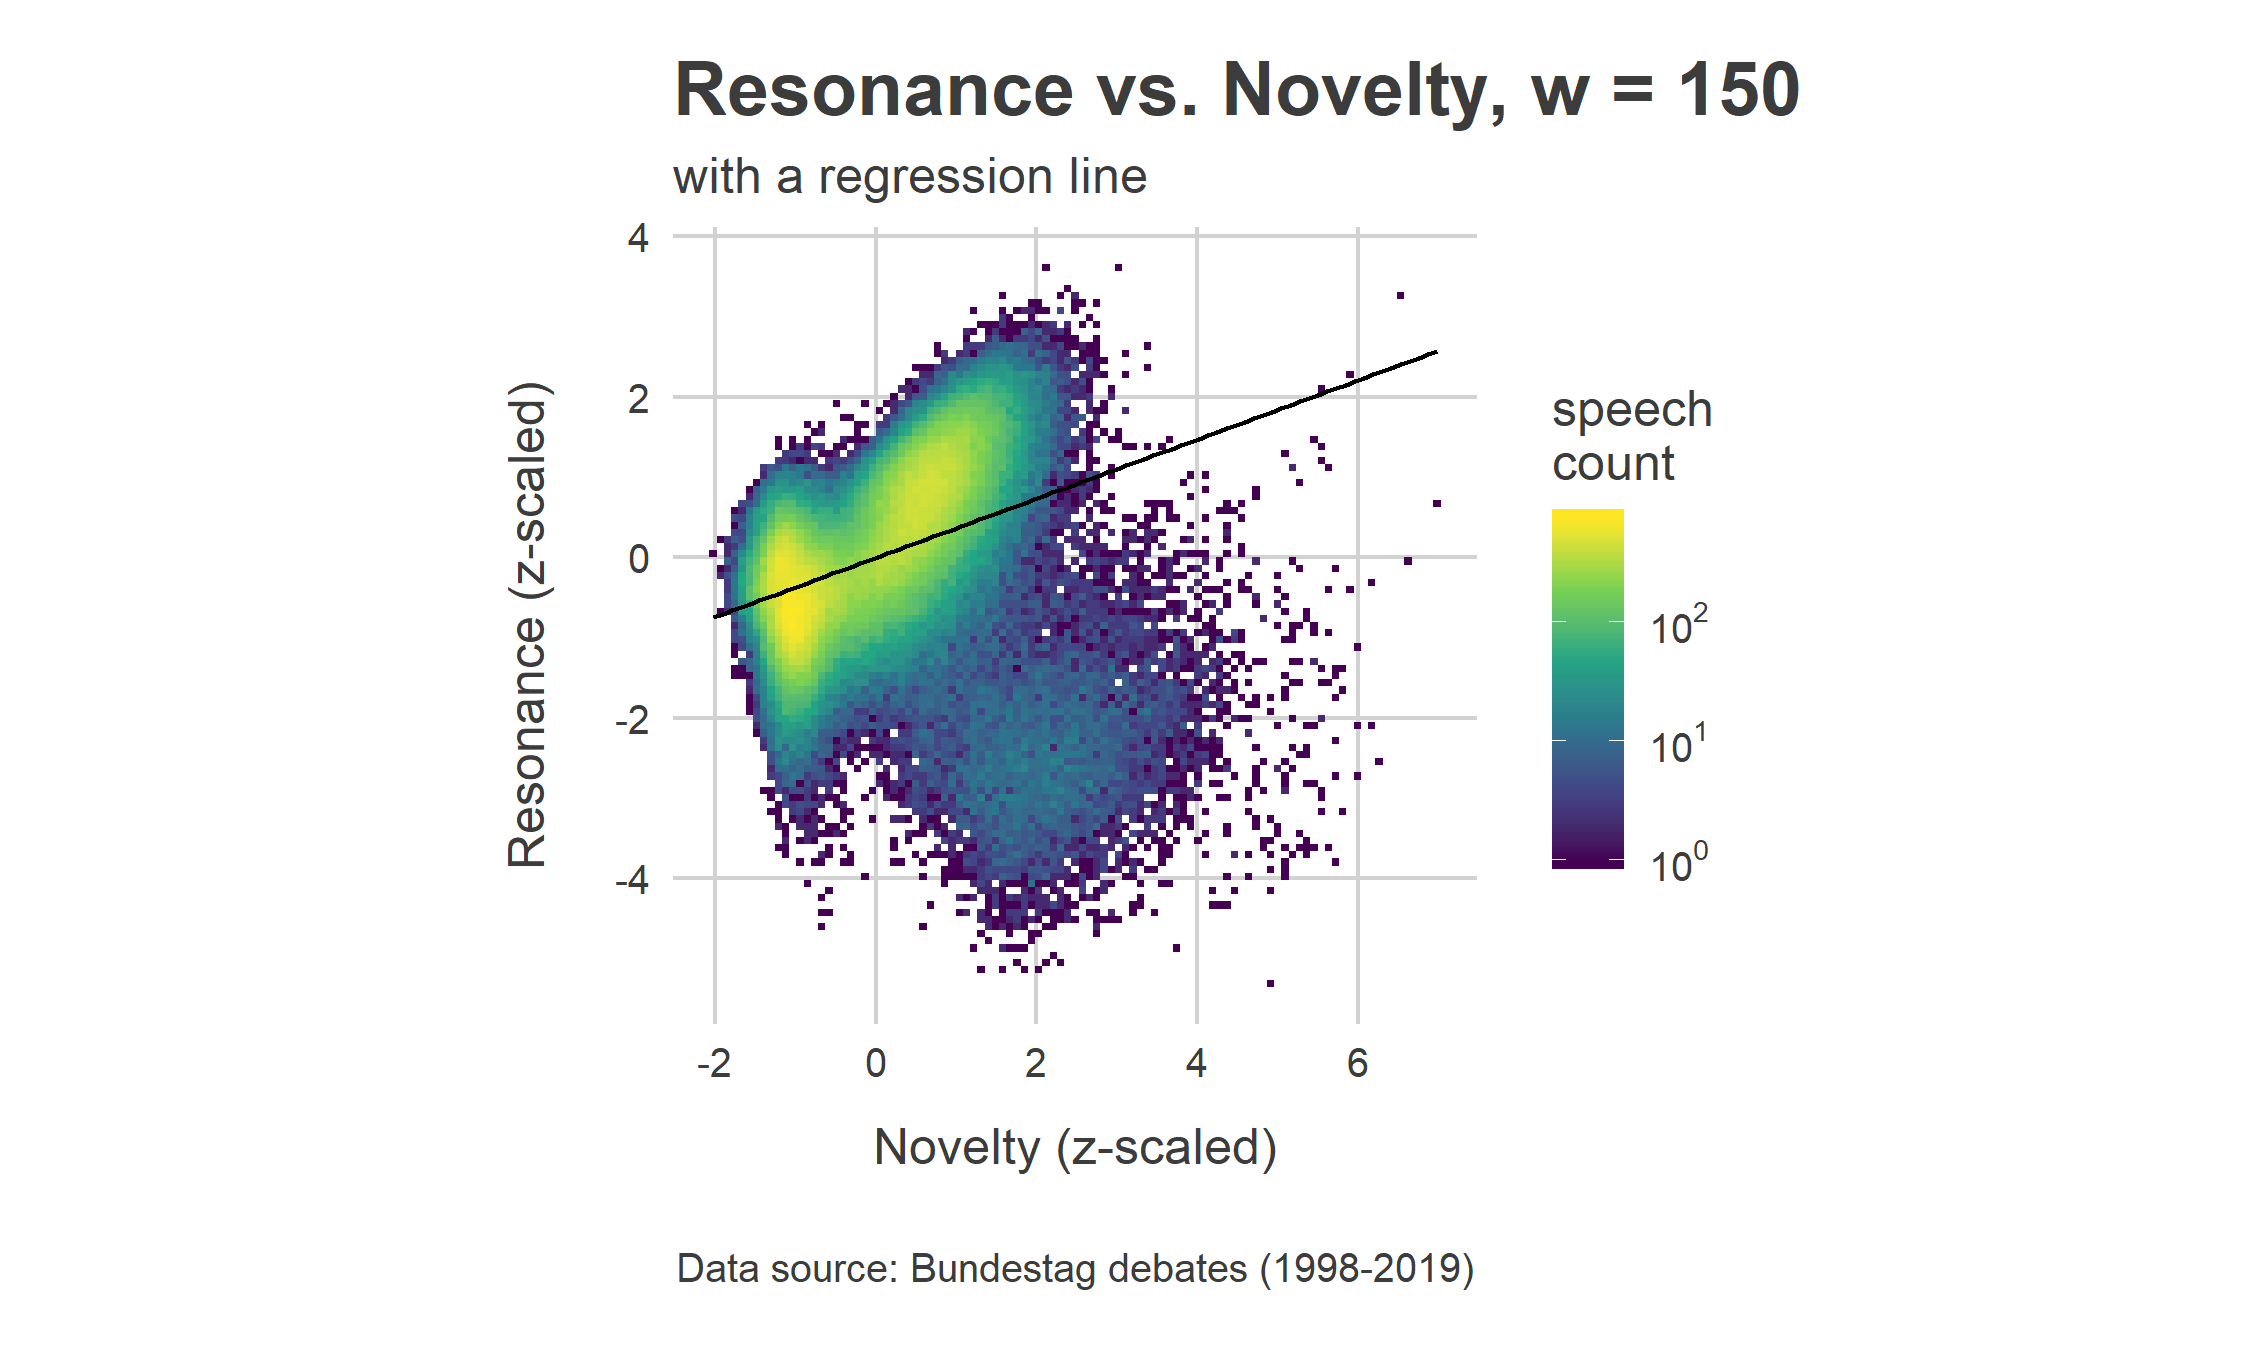 Resonance vs. Novelty, w = 150
with a regression line
4
2
0
-2
-4
Resonance (z-scaled)
-2 0 2 4 6
Novelty (z-scaled)
speech
count
10²
10¹
10⁰
Data source: Bundestag debates (1998-2019)